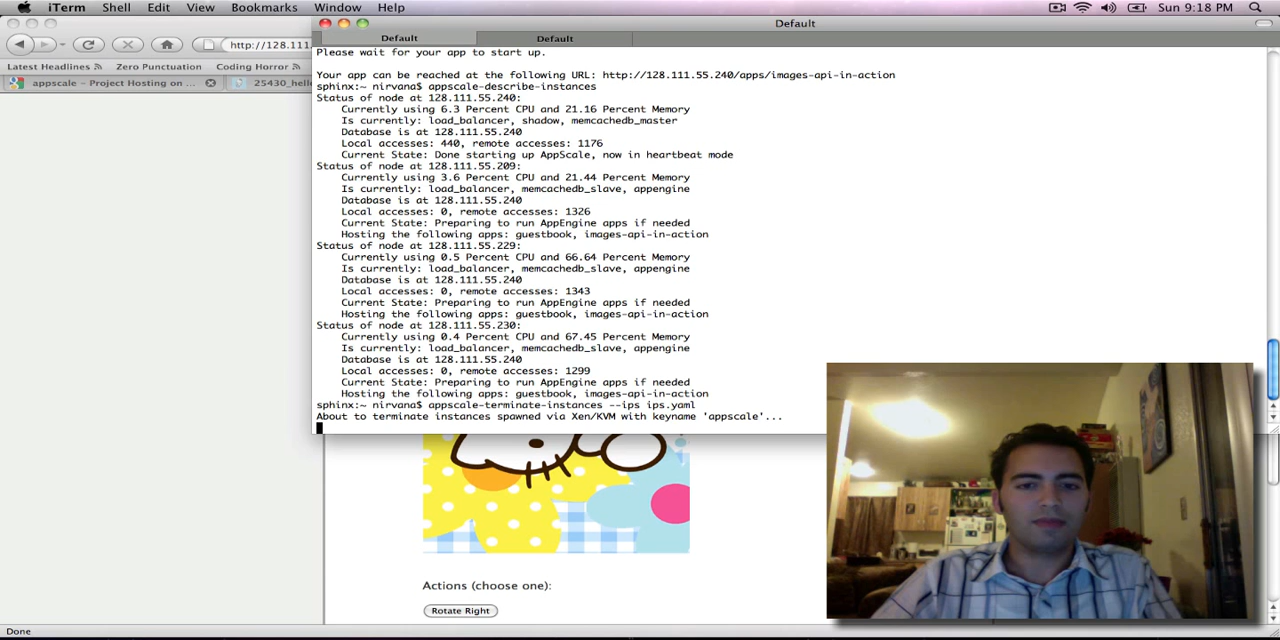 iTerm Shell Edit View Bookmarks Window Help Sun 9:18 PM
Default
Default Default
http://128.111
Latest Headlines Zero Punctuation Coding Horror
appscale – Project Hosting on ... 25430_hell
Please wait for your app to start up.
Your app can be reached at the following URL: http://128.111.55.240/apps/images-api-in-action
sphinx:~ nirvana$ appscale-describe-instances
Status of node at 128.111.55.240:
Currently using 6.3 Percent CPU and 21.16 Percent Memory
Is currently: load_balancer, shadow, memcachedb_master
Database is at 128.111.55.240
Local accesses: 440, remote accesses: 1176
Current State: Done starting up AppScale, now in heartbeat mode
Status of node at 128.111.55.209:
Currently using 3.6 Percent CPU and 21.44 Percent Memory
Is currently: load_balancer, memcachedb_slave, appengine
Database is at 128.111.55.240
Local accesses: 0, remote accesses: 1326
Current State: Preparing to run AppEngine apps if needed
Hosting the following apps: guestbook, images-api-in-action
Status of node at 128.111.55.229:
Currently using 0.5 Percent CPU and 66.64 Percent Memory
Is currently: load_balancer, memcachedb_slave, appengine
Database is at 128.111.55.240
Local accesses: 0, remote accesses: 1343
Current State: Preparing to run AppEngine apps if needed
Hosting the following apps: guestbook, images-api-in-action
Status of node at 128.111.55.230:
Currently using 0.4 Percent CPU and 67.45 Percent Memory
Is currently: load_balancer, memcachedb_slave, appengine
Database is at 128.111.55.240
Local accesses: 0, remote accesses: 1299
Current State: Preparing to run AppEngine apps if needed
Hosting the following apps: guestbook, images-api-in-action
sphinx:~ nirvana$ appscale-terminate-instances --ips ips.yaml
About to terminate instances spawned via Xen/KVM with keyname 'appscale'...
Actions (choose one):
Rotate Right
Done